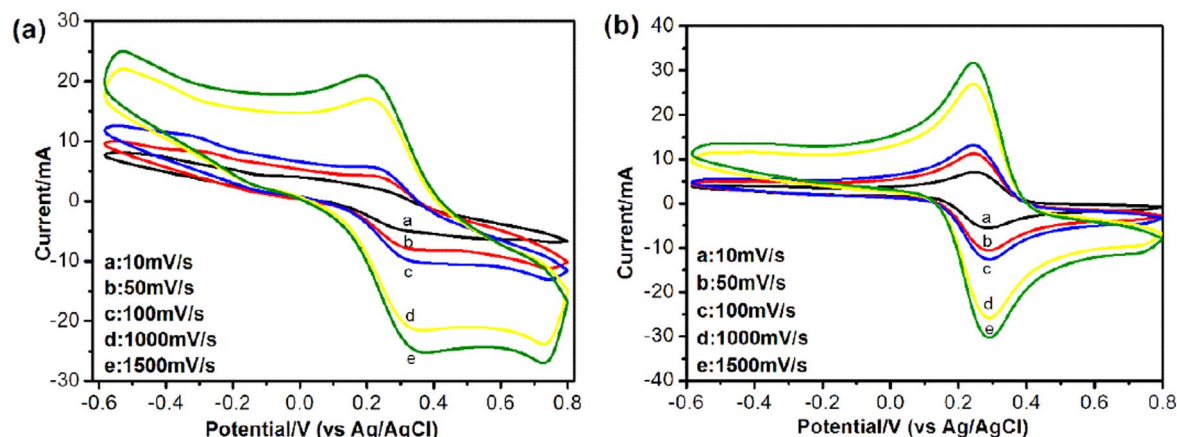 (a)
30
20
10
0
-10
-20
-30
Current/mA
a
b
c
d
e
a:10mV/s
b:50mV/s
c:100mV/s
d:1000mV/s
e:1500mV/s
-0.6 -0.4 -0.2 0.0 0.2 0.4 0.6 0.8
Potential/V (vs Ag/AgCl)
(b)
40
30
20
10
0
-10
-20
-30
-40
Current/mA
a
b
c
d
e
a:10mV/s
b:50mV/s
c:100mV/s
d:1000mV/s
e:1500mV/s
-0.6 -0.4 -0.2 0.0 0.2 0.4 0.6 0.8
Potential/V (vs Ag/AgCl)